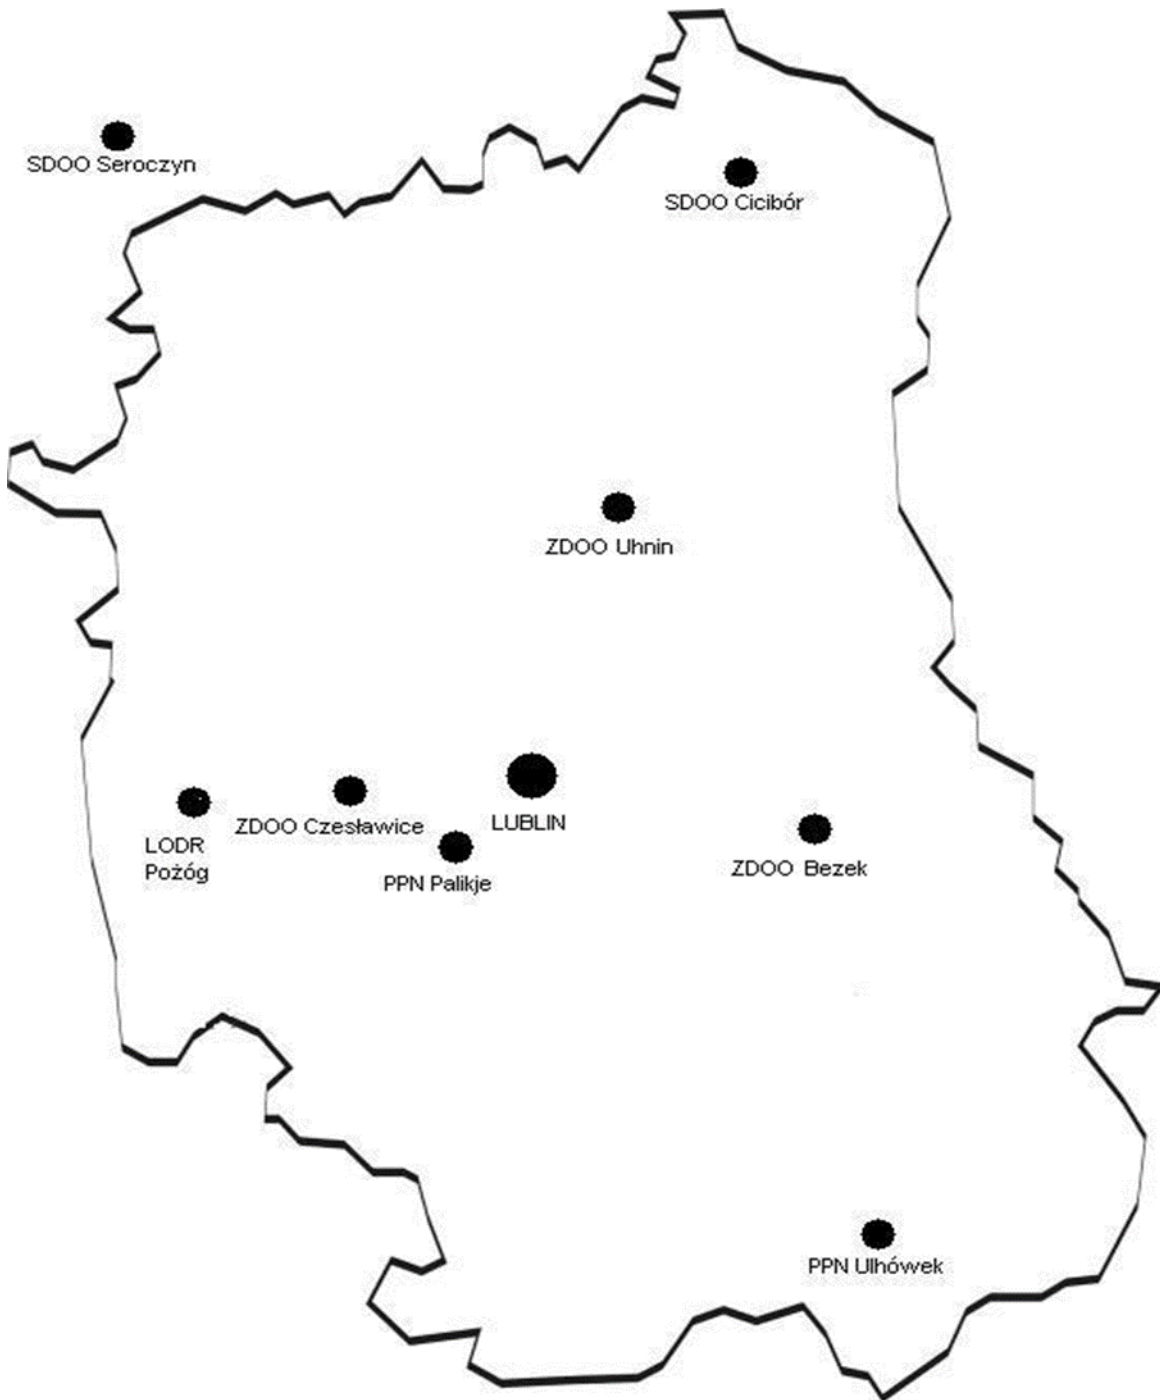 SDOO Seroczyn
SDOO Cicibór
ZDOO Uhnin
LUBLIN
ZDOO Czesławice
LODR
Pożóg
PPN Palikje
ZDOO Bezek
PPN Ulhówek